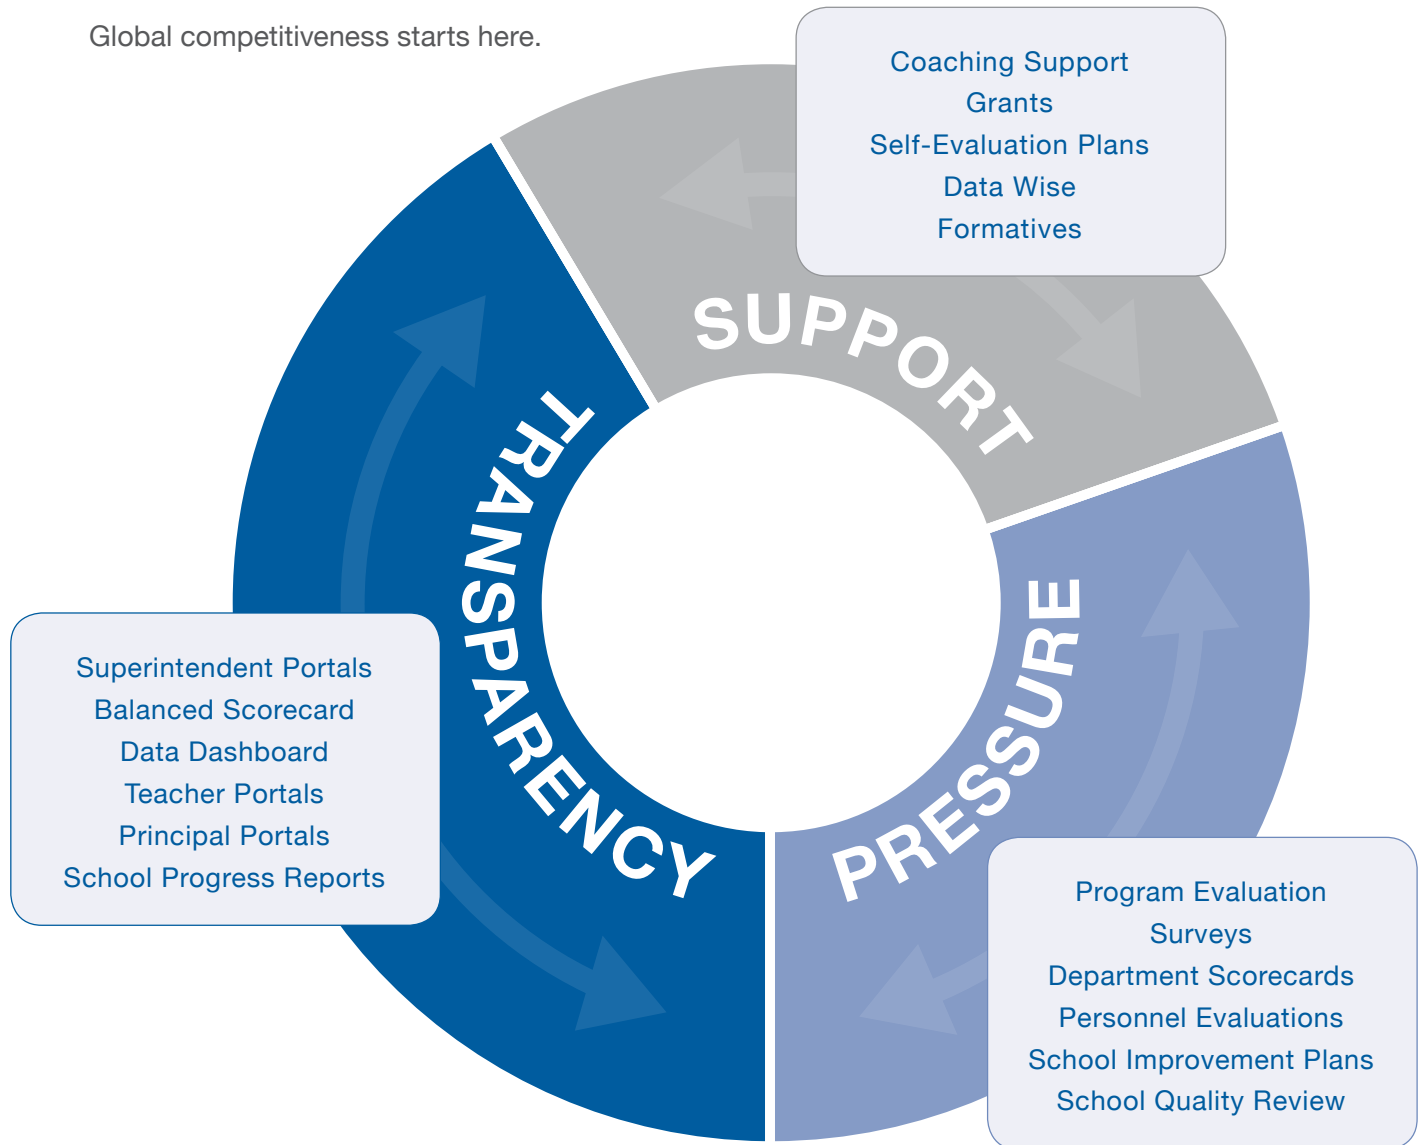 Global competitiveness starts here.
Coaching Support
Grants
Self-Evaluation Plans
Data Wise
Formatives
SUPPORT
TRANSPARENCY
Superintendent Portals
Balanced Scorecard
Data Dashboard
Teacher Portals
Principal Portals
School Progress Reports
PRESSURE
Program Evaluation
Surveys
Department Scorecards
Personnel Evaluations
School Improvement Plans
School Quality Review